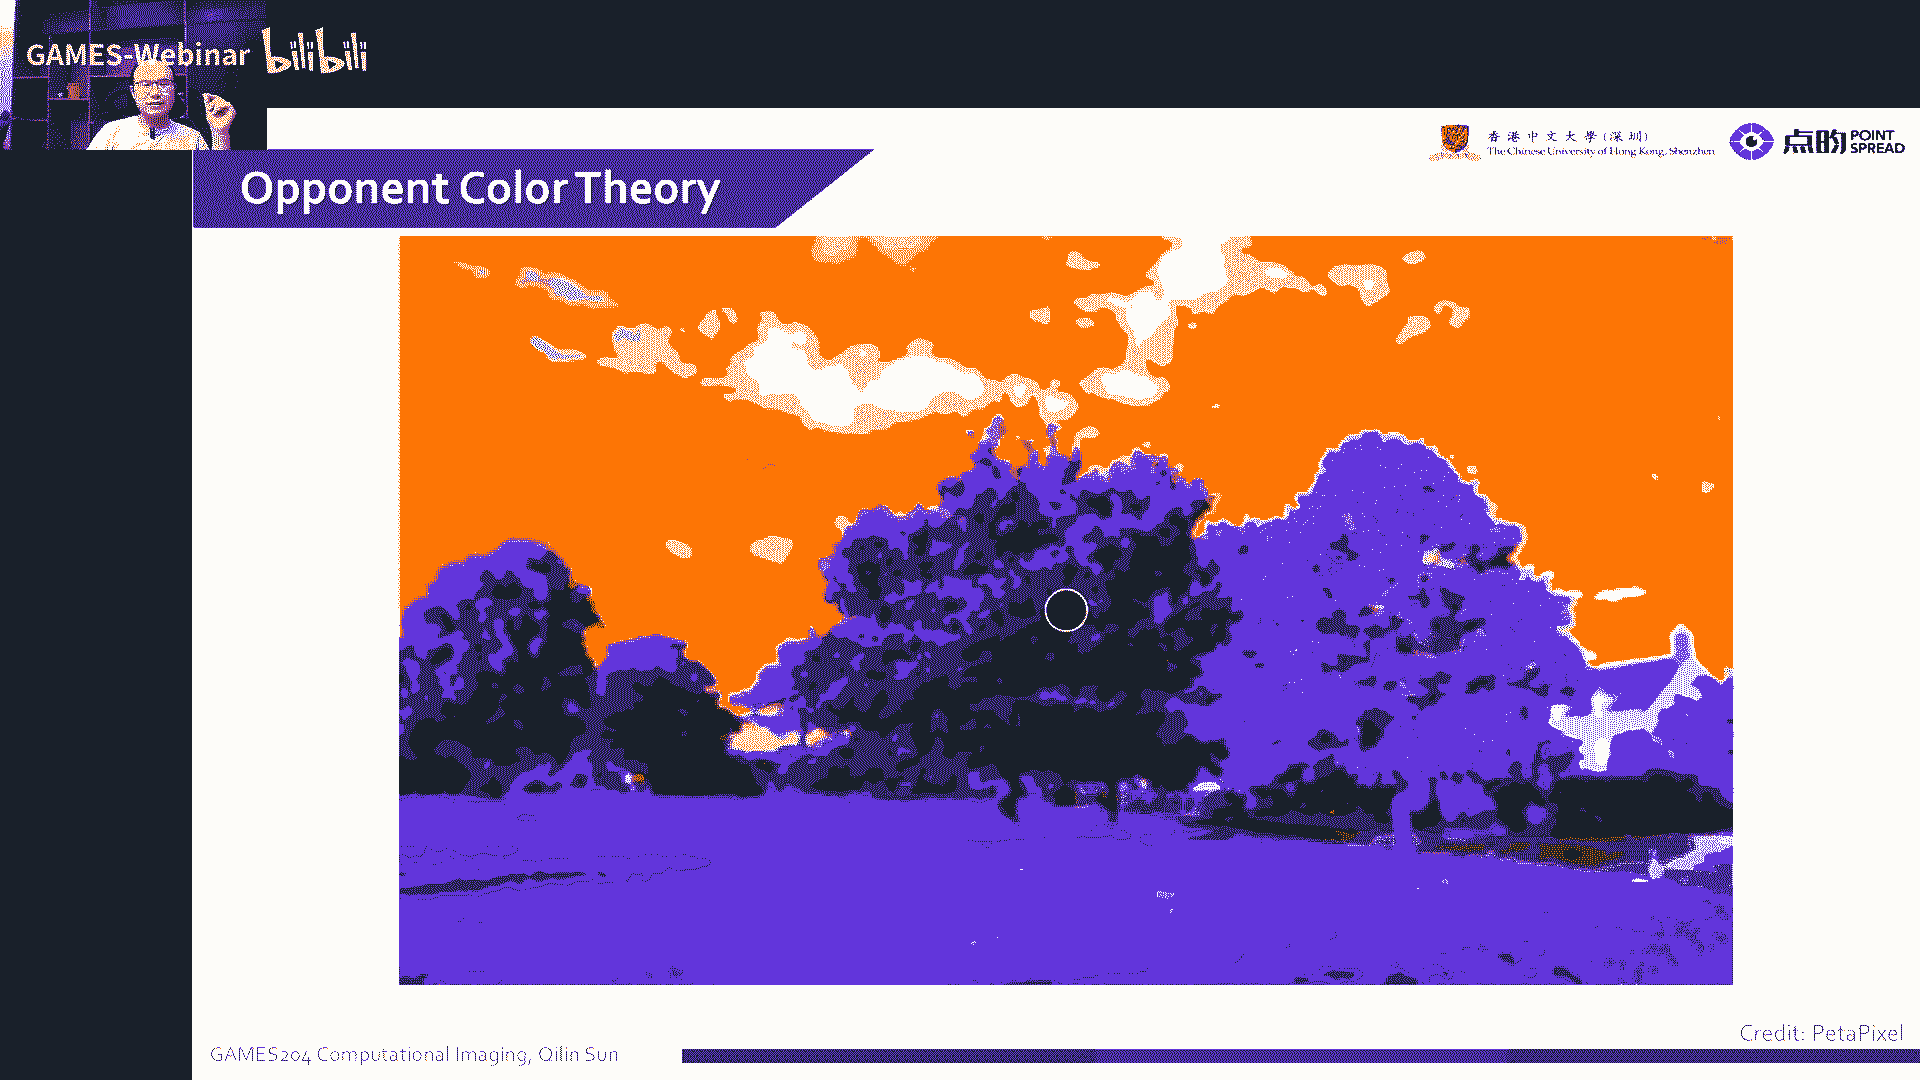 GAMES-Webinar bilibili
香港中文大學(深圳)
The Chinese University of Hong Kong, Shenzhen
点昀 POINT SPREAD
Opponent Color Theory
Credit: PetaPixel
GAMES204 Computational Imaging, Qilin Sun